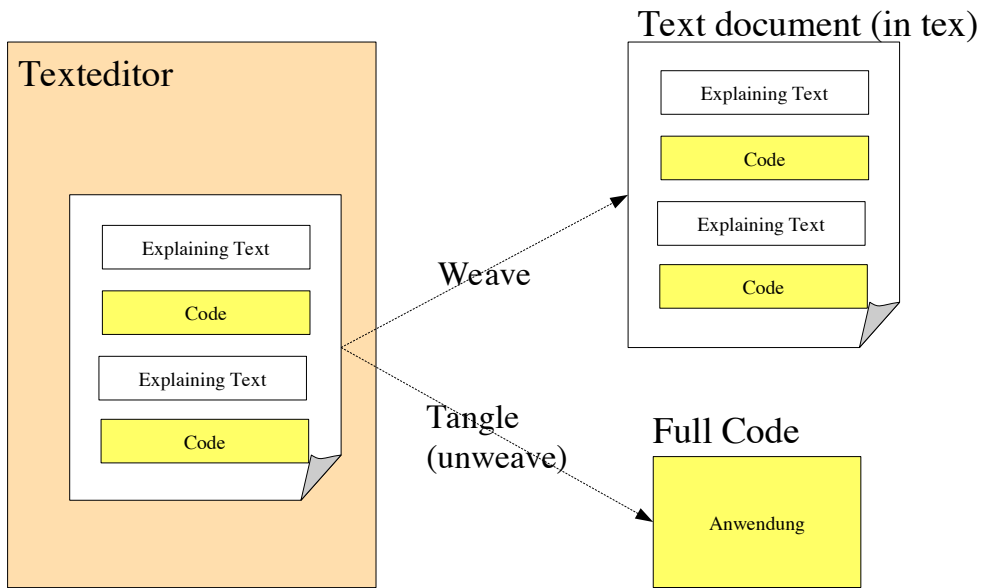 Texteditor
Explaining Text
Code
Explaining Text
Code
Weave
Tangle
(unweave)
Text document (in tex)
Explaining Text
Code
Explaining Text
Code
Full Code
Anwendung